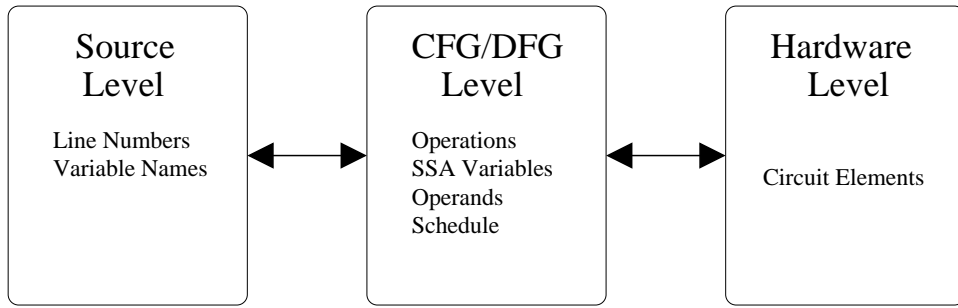 Source
Level
Line Numbers
Variable Names
CFG/DFG
Level
Operations
SSA Variables
Operands
Schedule
Hardware
Level
Circuit Elements